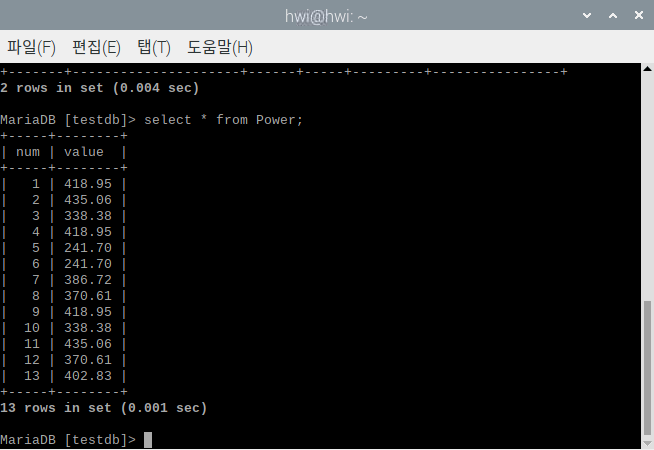 hwi@hwi: ~
파일(F) 편집(E) 탭(T) 도움말(H)
+-------+---------------------+------+-----+---------+----------------+
2 rows in set (0.004 sec)
MariaDB [testdb]> select * from Power;
+-----+--------+
| num | value  |
+-----+--------+
|   1 | 418.95 |
|   2 | 435.06 |
|   3 | 338.38 |
|   4 | 418.95 |
|   5 | 241.70 |
|   6 | 241.70 |
|   7 | 386.72 |
|   8 | 370.61 |
|   9 | 418.95 |
|  10 | 338.38 |
|  11 | 435.06 |
|  12 | 370.61 |
|  13 | 402.83 |
+-----+--------+
13 rows in set (0.001 sec)
MariaDB [testdb]>